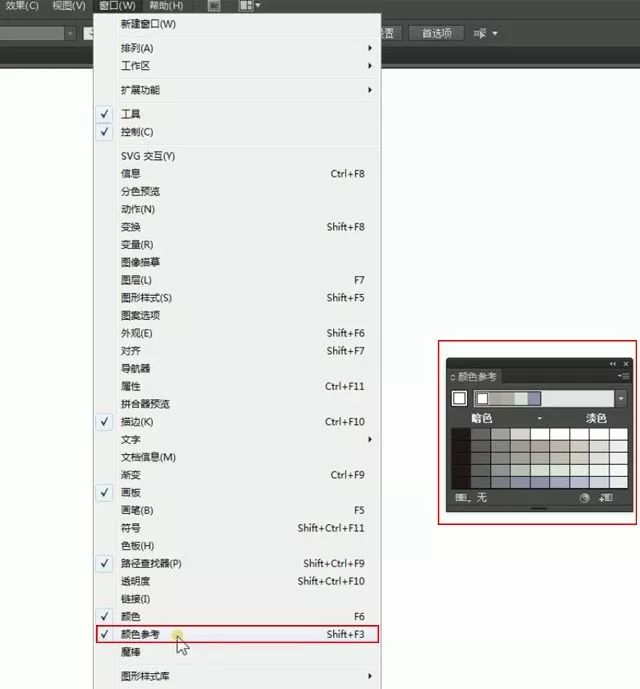 效果(C) 视图(V) 窗口(W) 帮助(H) Br
新建窗口(W)
首选项
排列(A)
工作区
扩展功能
工具
控制(C)
SVG 交互(Y)
信息 Ctrl+F8
分色预览
动作(N)
变换 Shift+F8
变量(R)
图像描摹
图层(L) F7
图形样式(S) Shift+F5
图案选项
外观(E) Shift+F6
对齐 Shift+F7
导航器
属性 Ctrl+F11
拼合器预览
描边(K) Ctrl+F10
文字
文档信息(M)
渐变 Ctrl+F9
画板
画笔(B) F5
符号 Shift+Ctrl+F11
色板(H)
路径查找器(P) Shift+Ctrl+F9
透明度 Shift+Ctrl+F10
链接(I)
颜色 F6
颜色参考 Shift+F3
魔棒
图形样式库
颜色参考
暗色 淡色
无